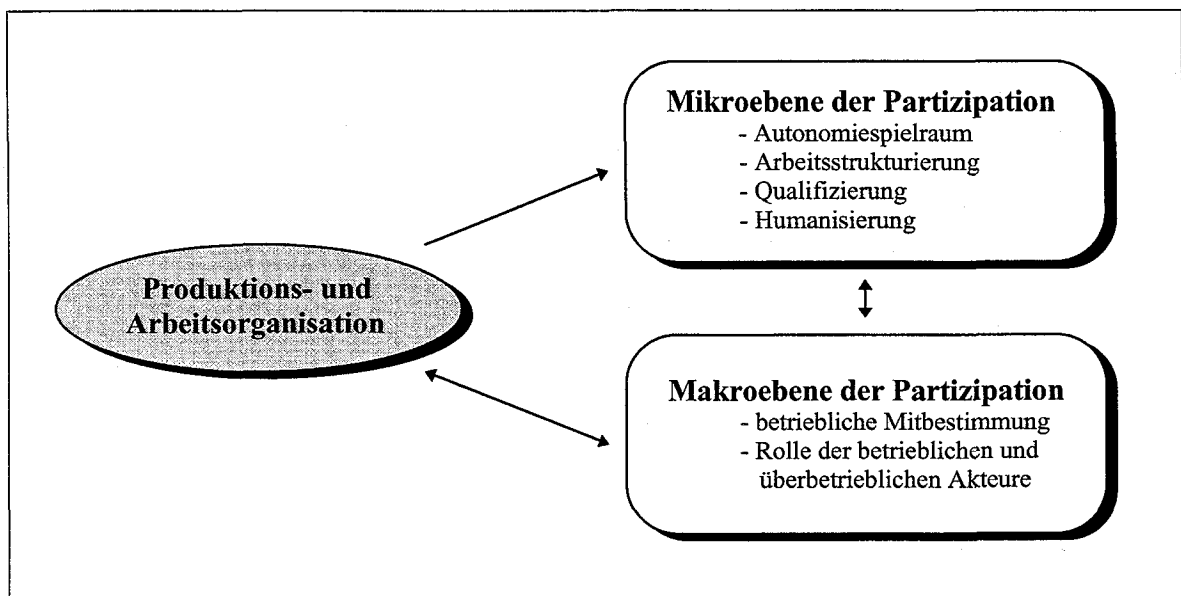 Mikroebene der Partizipation
- Autonomiespielraum
- Arbeitsstrukturierung
- Qualifizierung
- Humanisierung
Produktions- und
Arbeitsorganisation
Makroebene der Partizipation
- betriebliche Mitbestimmung
- Rolle der betrieblichen und
überbetrieblichen Akteure